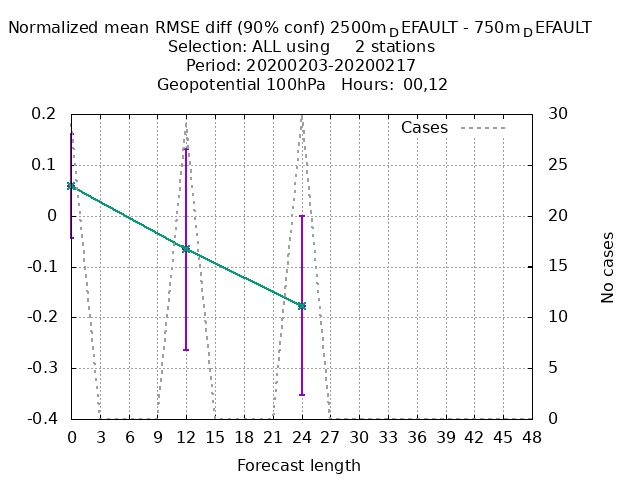 Normalized mean RMSE diff (90% conf) 2500mDEFAULT - 750mDEFAULT
Selection: ALL using 2 stations
Period: 20200203-20200217
Geopotential 100hPa Hours: 00,12
Cases
0.2
0.1
0
-0.1
-0.2
-0.3
-0.4
30
25
20
15
10
5
0
No cases
0 3 6 9 12 15 18 21 24 27 30 33 36 39 42 45 48
Forecast length